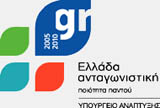 gr
2005
2010
Ελλάδα
ανταγωνιστική
ποιότητα παντού
ΥΠΟΥΡΓΕΙΟ ΑΝΑΠΤΥΞΗΣ